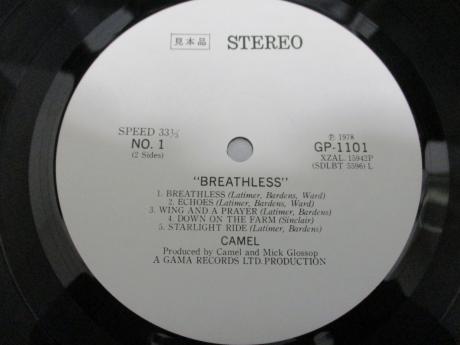 見本品 STEREO
SPEED 33⅓
NO. 1
(2 Sides)
Ⓟ 1978
GP-1101
XZAL. 15942P
(SDLBT 5596) L
"BREATHLESS"
1. BREATHLESS (Latimer, Bardens, Ward)
2. ECHOES (Latimer, Bardens, Ward)
3. WING AND A PRAYER (Latimer, Bardens)
4. DOWN ON THE FARM (Sinclair)
5. STARLIGHT RIDE (Latimer, Bardens)
CAMEL
Produced by Camel and Mick Glossop
A GAMA RECORDS LTD. PRODUCTION